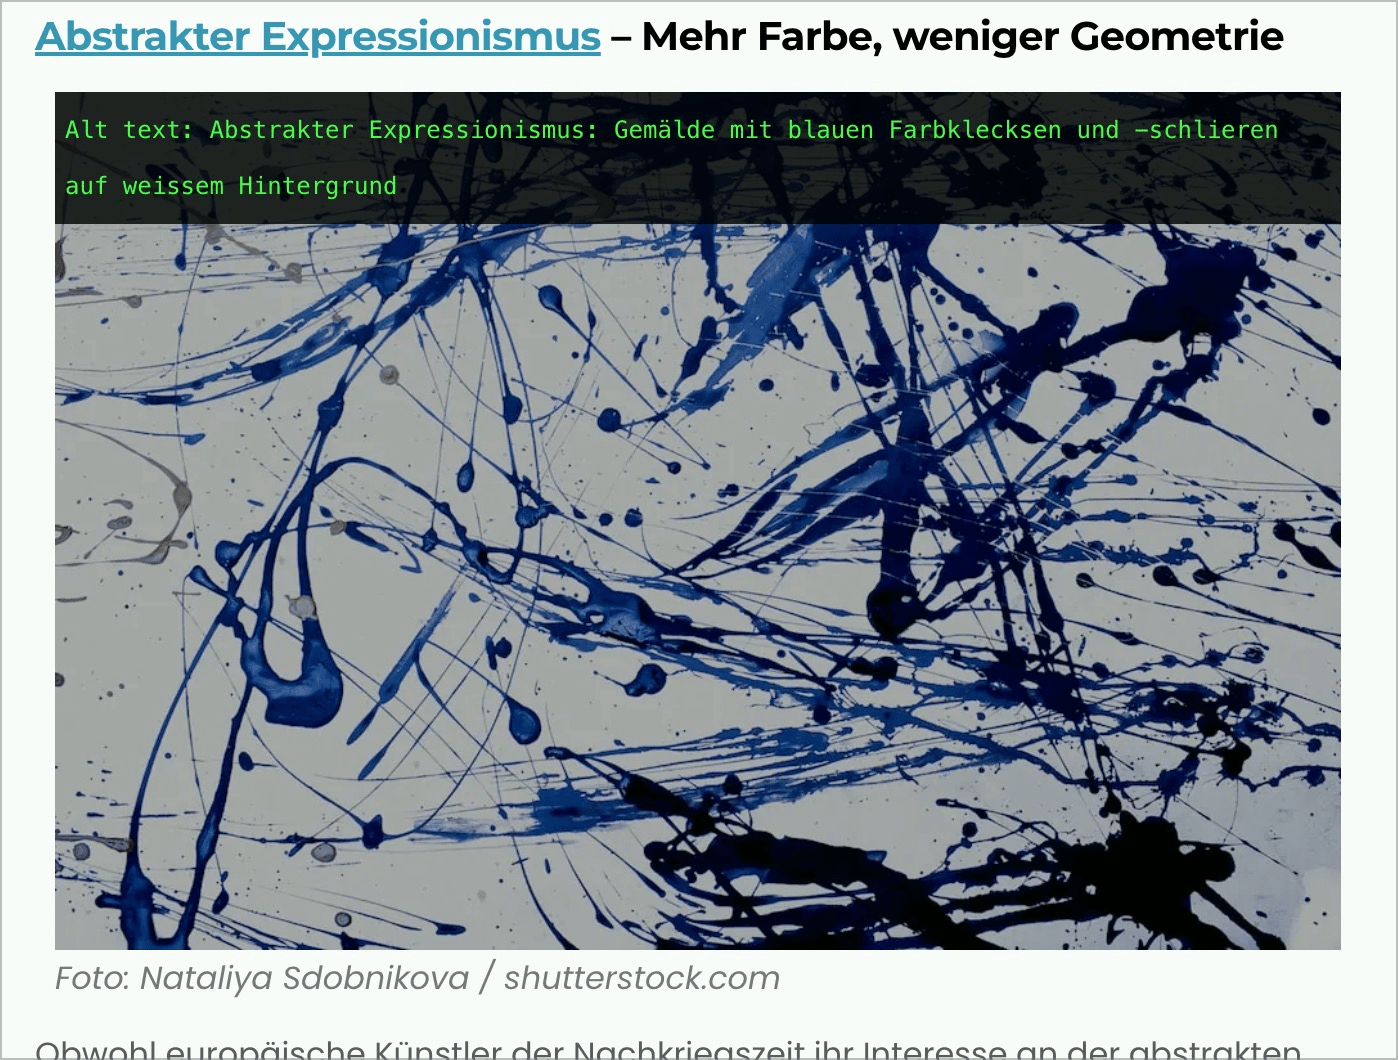 Abstrakter Expressionismus – Mehr Farbe, weniger Geometrie
Alt text: Abstrakter Expressionismus: Gemälde mit blauen Farbklecksen und -schlieren
auf weissem Hintergrund
Foto: Nataliya Sdobnikova / shutterstock.com
Obwohl europäische Künstler der Nachkriegszeit ihr Interesse an der abstrakten